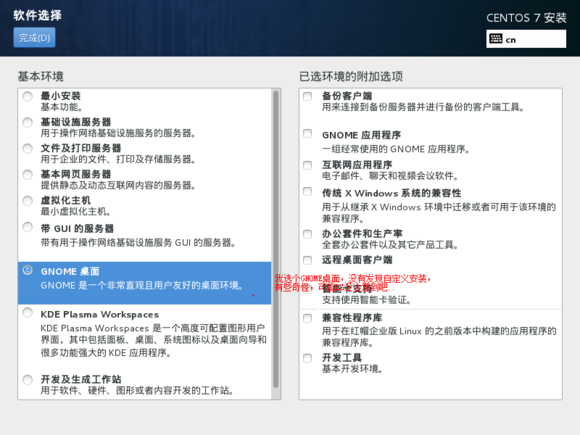 软件选择
CENTOS 7 安装
完成(D)
cn
基本环境
最小安装
基本功能。
基础设施服务器
用于操作网络基础设施服务的服务器。
文件及打印服务器
用于企业的文件、打印及存储服务器。
基本网页服务器
提供静态及动态互联网内容的服务器。
虚拟化主机
最小虚拟化主机。
带 GUI 的服务器
带有用于操作网络基础设施服务 GUI 的服务器。
GNOME 桌面
GNOME 是一个非常直观且用户友好的桌面环境。
KDE Plasma Workspaces
KDE Plasma Workspaces 是一个高度可配置图形用户
界面，其中包括面板、桌面、系统图标以及桌面向导和
很多功能强大的 KDE 应用程序。
开发及生成工作站
用于软件、硬件、图形或者内容开发的工作站。
已选环境的附加选项
备份客户端
用来连接到备份服务器并进行备份的客户端工具。
GNOME 应用程序
一组经常使用的 GNOME 应用程序。
互联网应用程序
电子邮件、聊天和视频会议软件。
传统 X Windows 系统的兼容性
用于从继承 X Windows 环境中迁移或者可用于该环境的
兼容程序。
办公套件和生产率
全套办公套件以及其它产品工具。
远程桌面客户端
我选个GNOME桌面，没有发现自定义安装，
有些奇怪，可
智能卡支持
支持使用智能卡验证。
兼容性程序库
用于在红帽企业版 Linux 的之前版本中构建的应用程序的
兼容程序库。
开发工具
基本开发环境。